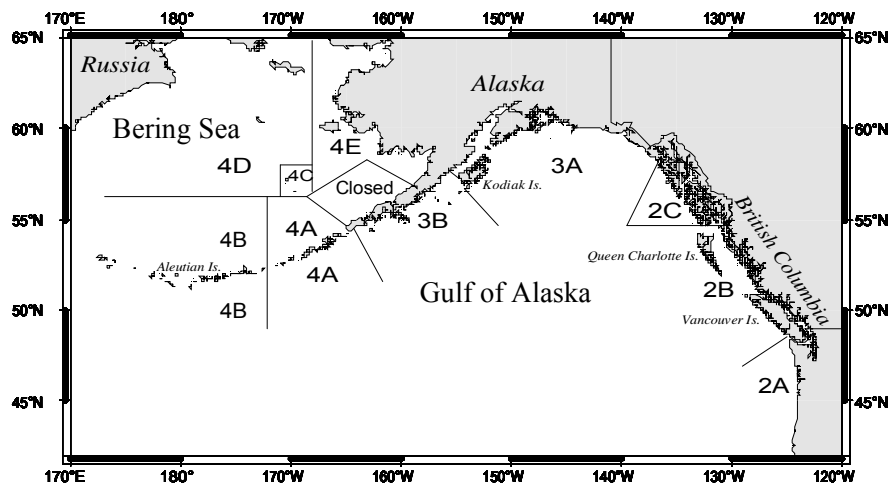 170°E 180° 170°W 160°W 150°W 140°W 130°W 120°W
65°N 65°N
Russia
Alaska
Bering Sea
60°N 60°N
4E
4D
4C
3A
Closed
Kodiak Is.
2C
3B
British Columbia
55°N 55°N
4A
4B
Queen Charlotte Is.
Aleutian Is.
4A
2B
Gulf of Alaska
50°N 50°N
4B
Vancouver Is.
2A
45°N 45°N
170°E 180° 170°W 160°W 150°W 140°W 130°W 120°W